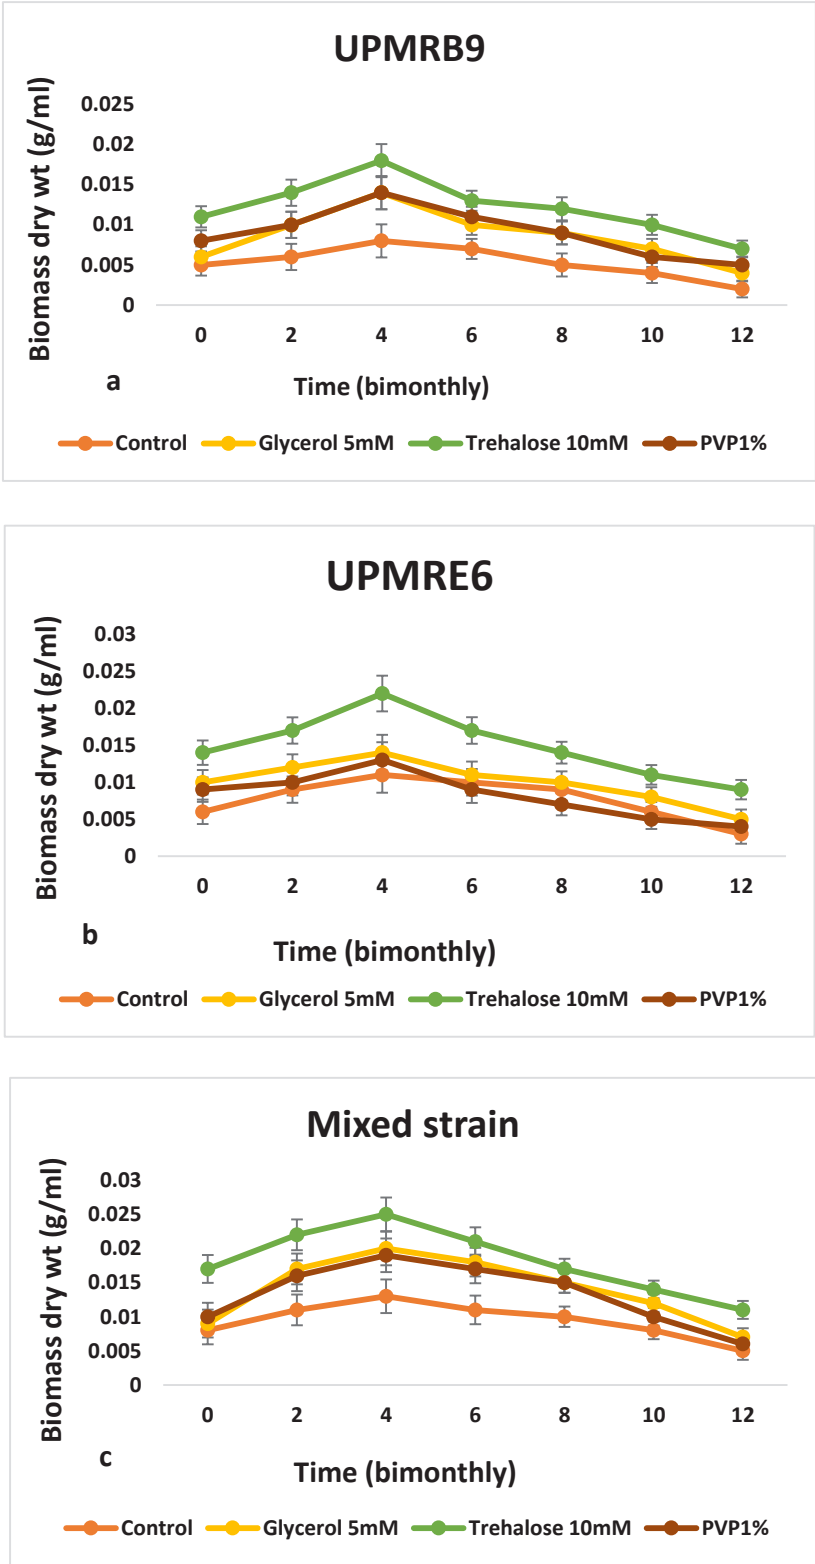 UPMRB9
Biomass dry wt (g/ml)
0.025
0.02
0.015
0.01
0.005
0
0 2 4 6 8 10 12
a
Time (bimonthly)
Control Glycerol 5mM Trehalose 10mM PVP1%
UPMRE6
Biomass dry wt (g/ml)
0.03
0.025
0.02
0.015
0.01
0.005
0
0 2 4 6 8 10 12
b
Time (bimonthly)
Control Glycerol 5mM Trehalose 10mM PVP1%
Mixed strain
Biomass dry wt (g/ml)
0.03
0.025
0.02
0.015
0.01
0.005
0
0 2 4 6 8 10 12
c
Time (bimonthly)
Control Glycerol 5mM Trehalose 10mM PVP1%